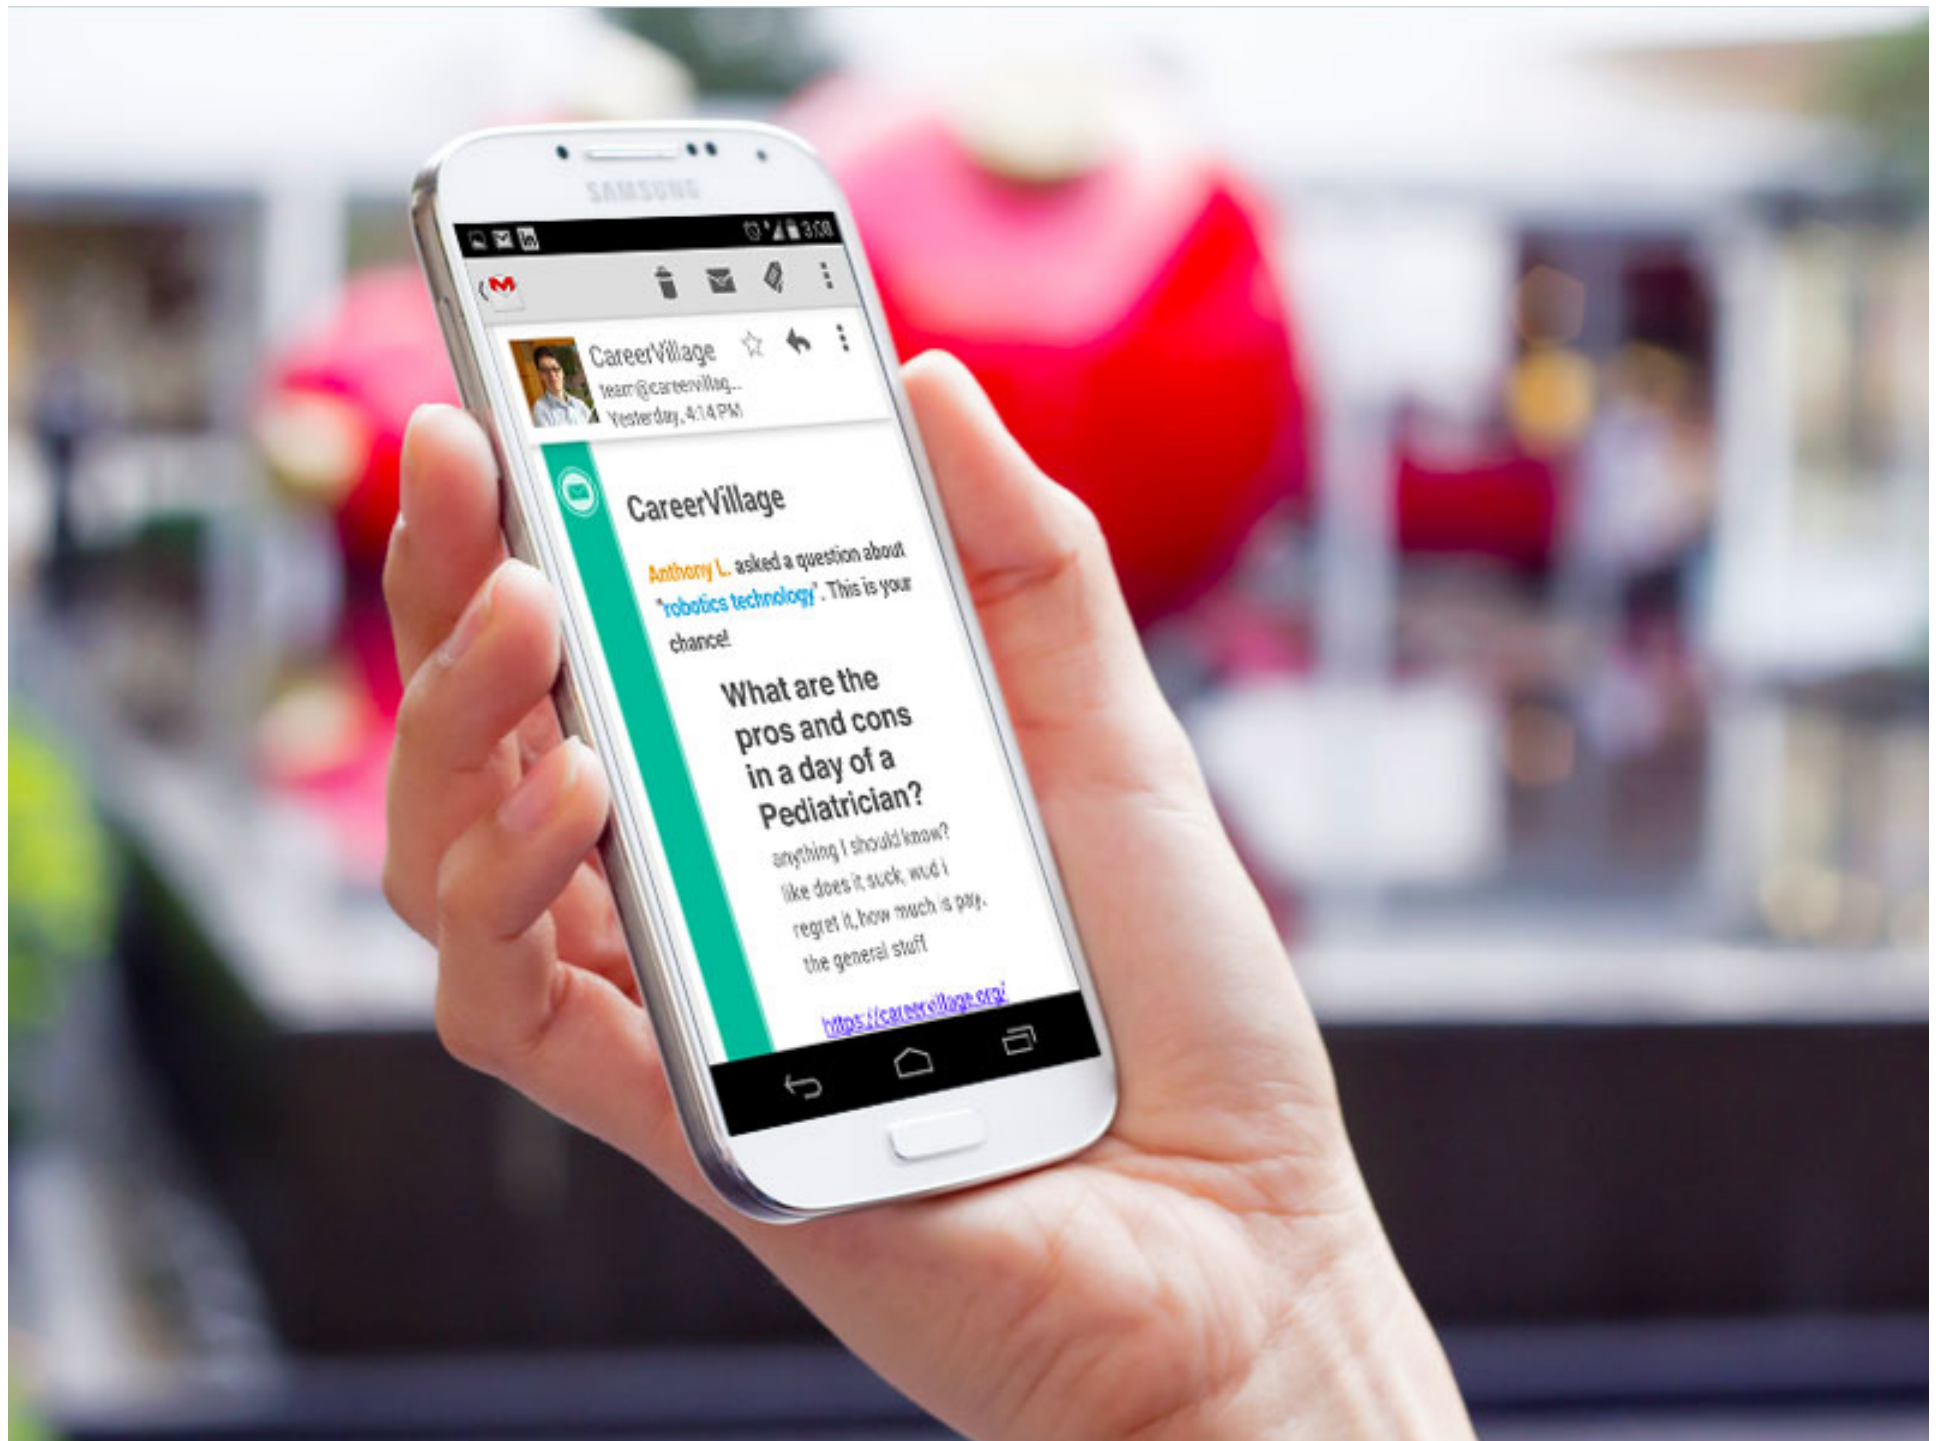 SAMSUNG
in
3:08
CareerVillage
team@careervillag...
Yesterday, 4:14 PM
CareerVillage
Anthony L. asked a question about
"robotics technology". This is your
chance!
What are the
pros and cons
in a day of a
Pediatrician?
anything I should know?
like does it suck, wud i
regret it, how much is pay,
the general stuff
https://careervillage.org/